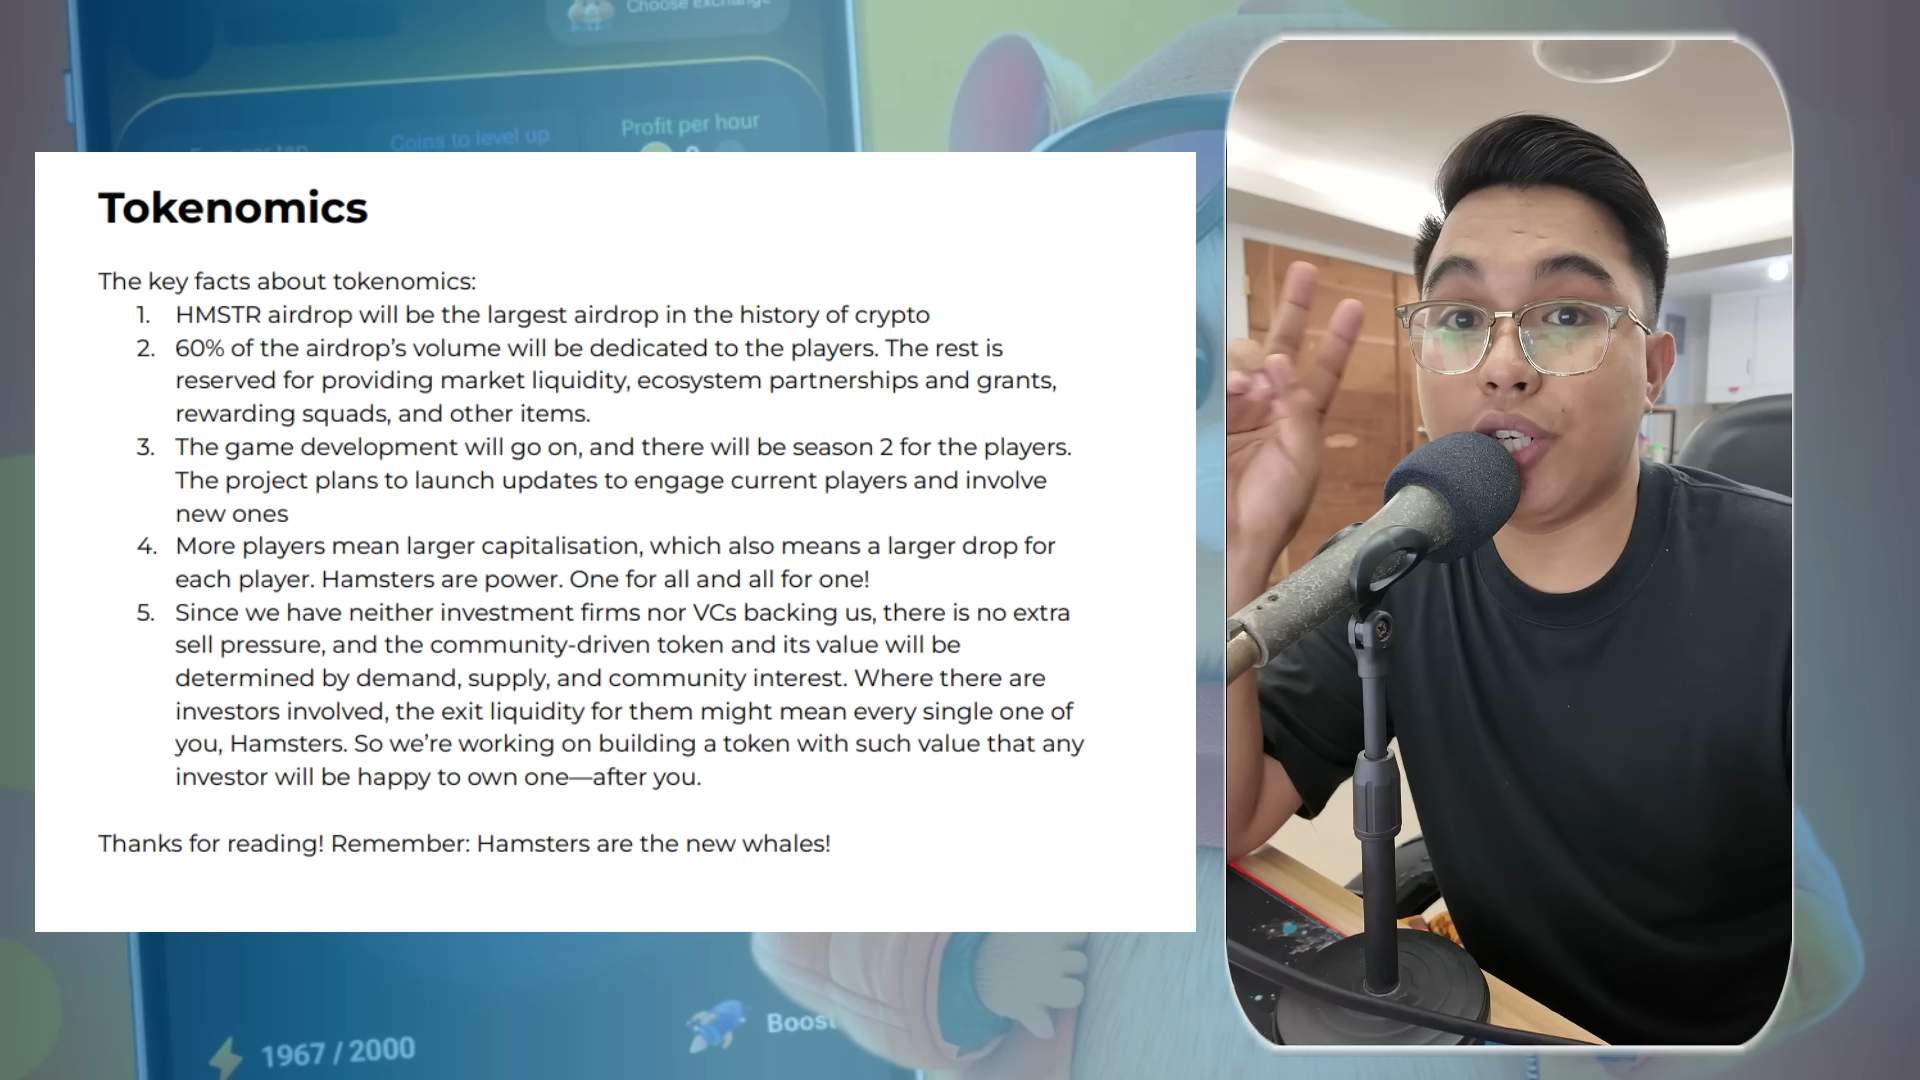 Choose exchange
Coins to level up
Profit per hour
Tokenomics
The key facts about tokenomics:
1. HMSTR airdrop will be the largest airdrop in the history of crypto
2. 60% of the airdrop’s volume will be dedicated to the players. The rest is
reserved for providing market liquidity, ecosystem partnerships and grants,
rewarding squads, and other items.
3. The game development will go on, and there will be season 2 for the players.
The project plans to launch updates to engage current players and involve
new ones
4. More players mean larger capitalisation, which also means a larger drop for
each player. Hamsters are power. One for all and all for one!
5. Since we have neither investment firms nor VCs backing us, there is no extra
sell pressure, and the community-driven token and its value will be
determined by demand, supply, and community interest. Where there are
investors involved, the exit liquidity for them might mean every single one of
you, Hamsters. So we’re working on building a token with such value that any
investor will be happy to own one—after you.
Thanks for reading! Remember: Hamsters are the new whales!
1967 / 2000
Boost